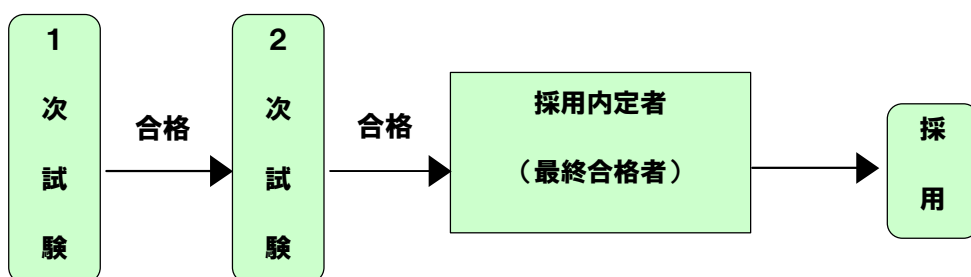 １次試験
合格
２次試験
合格
採用内定者
（最終合格者）
採用